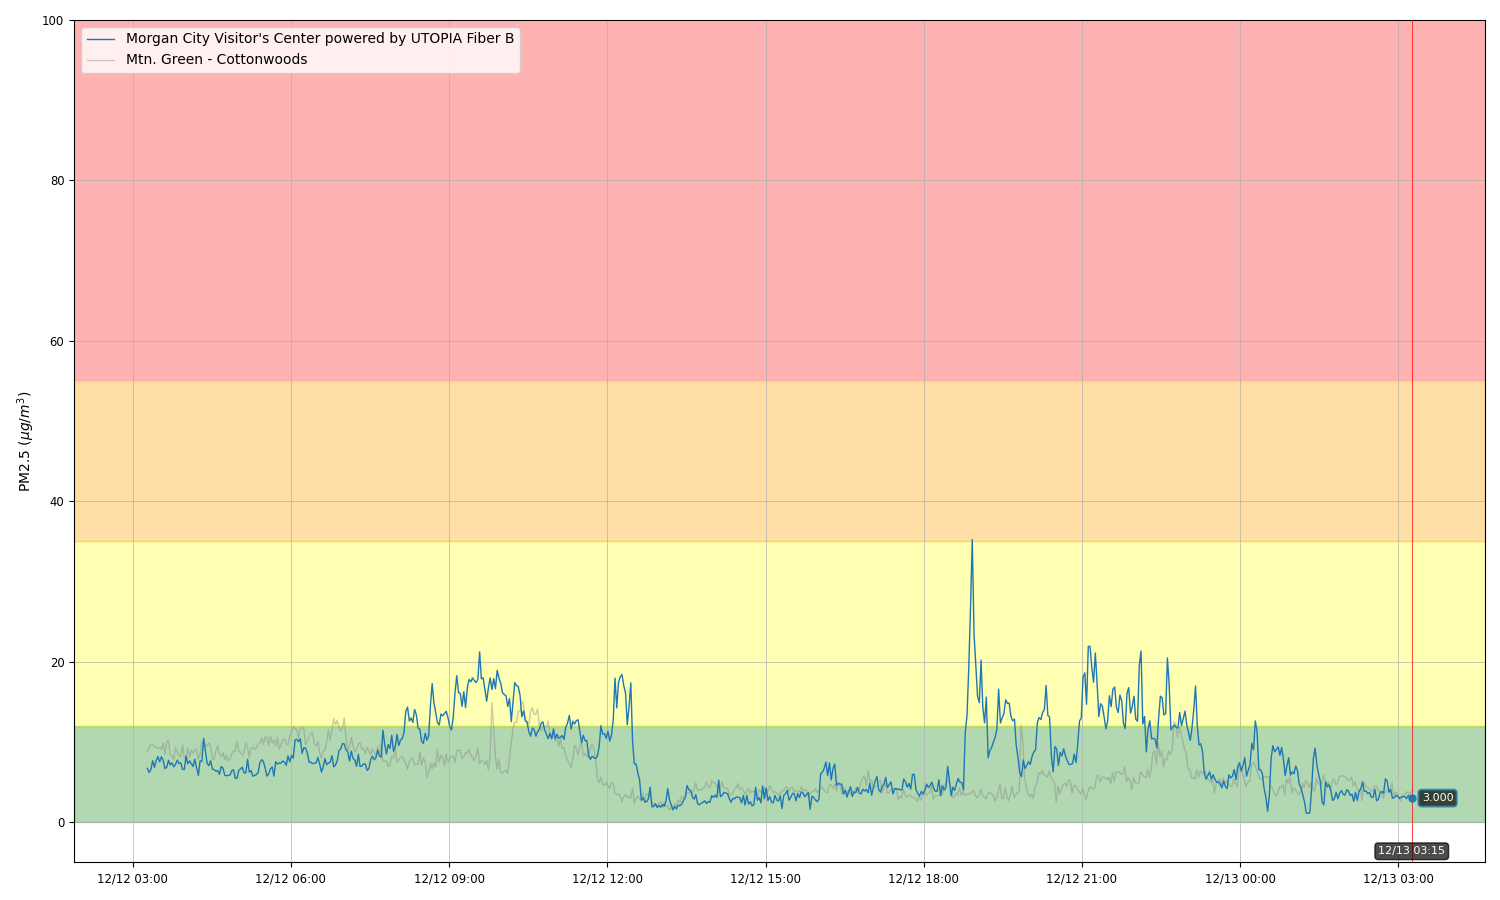 100
Morgan City Visitor's Center powered by UTOPIA Fiber B
Mtn. Green - Cottonwoods
80
60
PM2.5 (μg/m³)
40
20
3.000
0
12/13 03:15
12/12 03:00 12/12 06:00 12/12 09:00 12/12 12:00 12/12 15:00 12/12 18:00 12/12 21:00 12/13 00:00 12/13 03:00